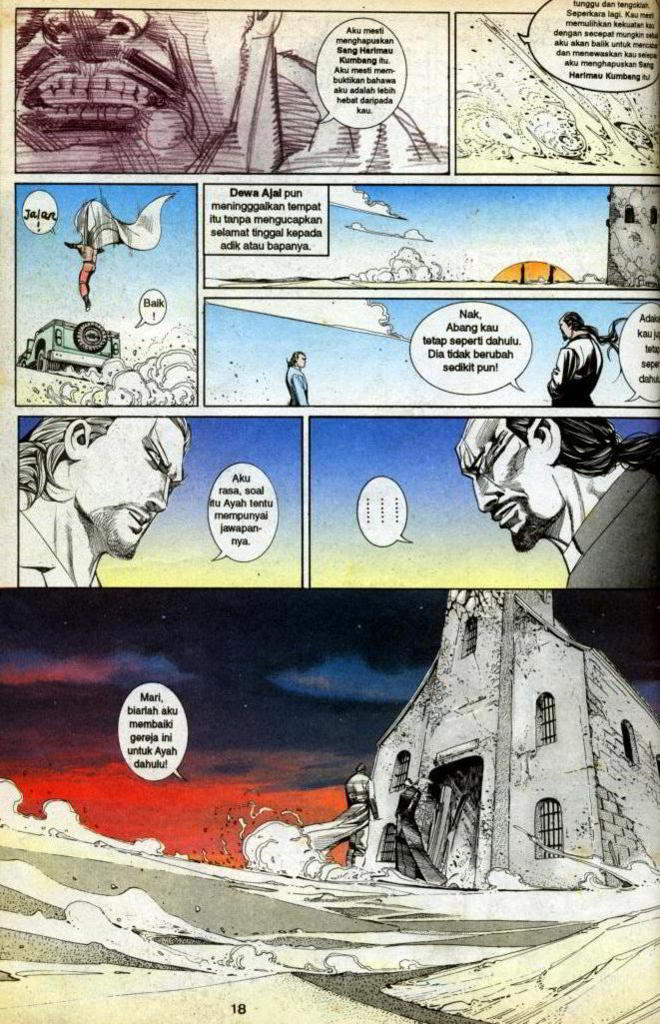 Aku mesti
menghapuskan
Sang Harimau
Kumbang itu.
Aku mesti mem-
buktikan bahawa
aku adalah lebih
hebat daripada
kau.
tunggu dan tengoklah.
Seperkara lagi. Kau mesti
memulihkan kekuatan kau
dengan secepat mungkin sebab
aku akan balik untuk mencabar
dan menewaskan kau selepas
aku menghapuskan Sang
Harimau Kumbang itu!
Jalan
!
Baik
!
Dewa Ajal pun
meninggalkan tempat
itu tanpa mengucapkan
selamat tinggal kepada
adik atau bapanya.
Nak,
Abang kau
tetap seperti dahulu.
Dia tidak berubah
sedikit pun!
kau
Aku
rasa, soal
itu Ayah tentu
mempunyai
jawapan-
nya.
Mari,
biarlah aku
membaiki
gereja ini
untuk Ayah
dahulu!
18